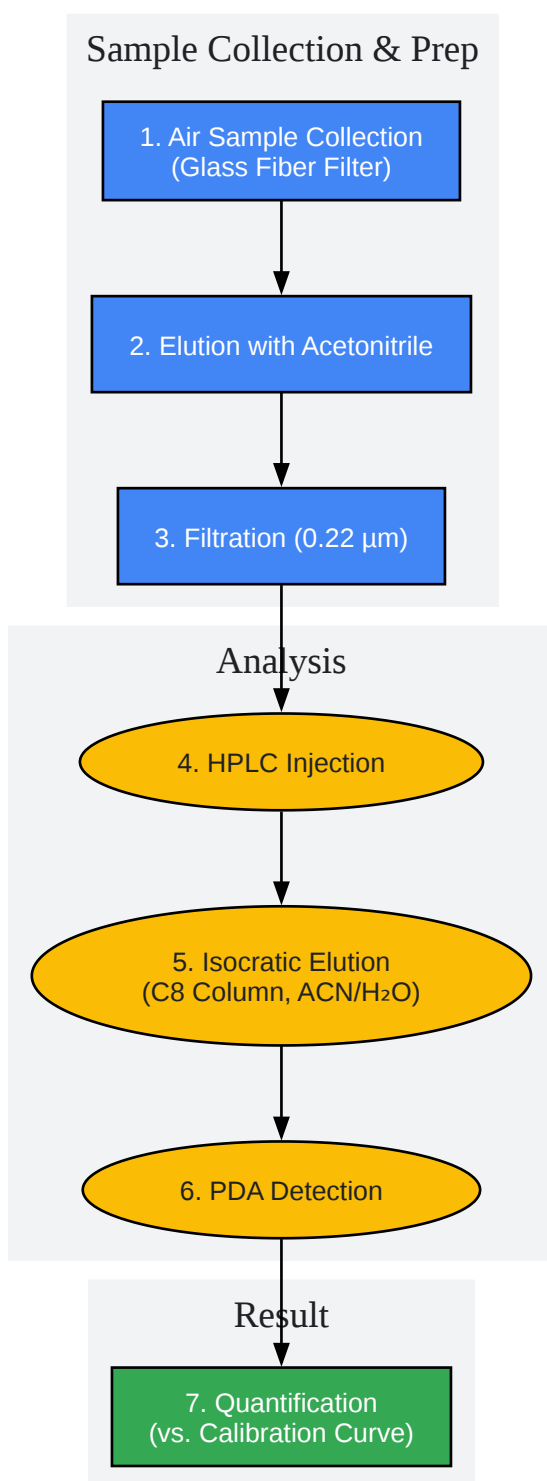 Sample Collection & Prep
1. Air Sample Collection
(Glass Fiber Filter)
2. Elution with Acetonitrile
3. Filtration (0.22 µm)
Analysis
4. HPLC Injection
5. Isocratic Elution
(C8 Column, ACN/H₂O)
6. PDA Detection
Result
7. Quantification
(vs. Calibration Curve)